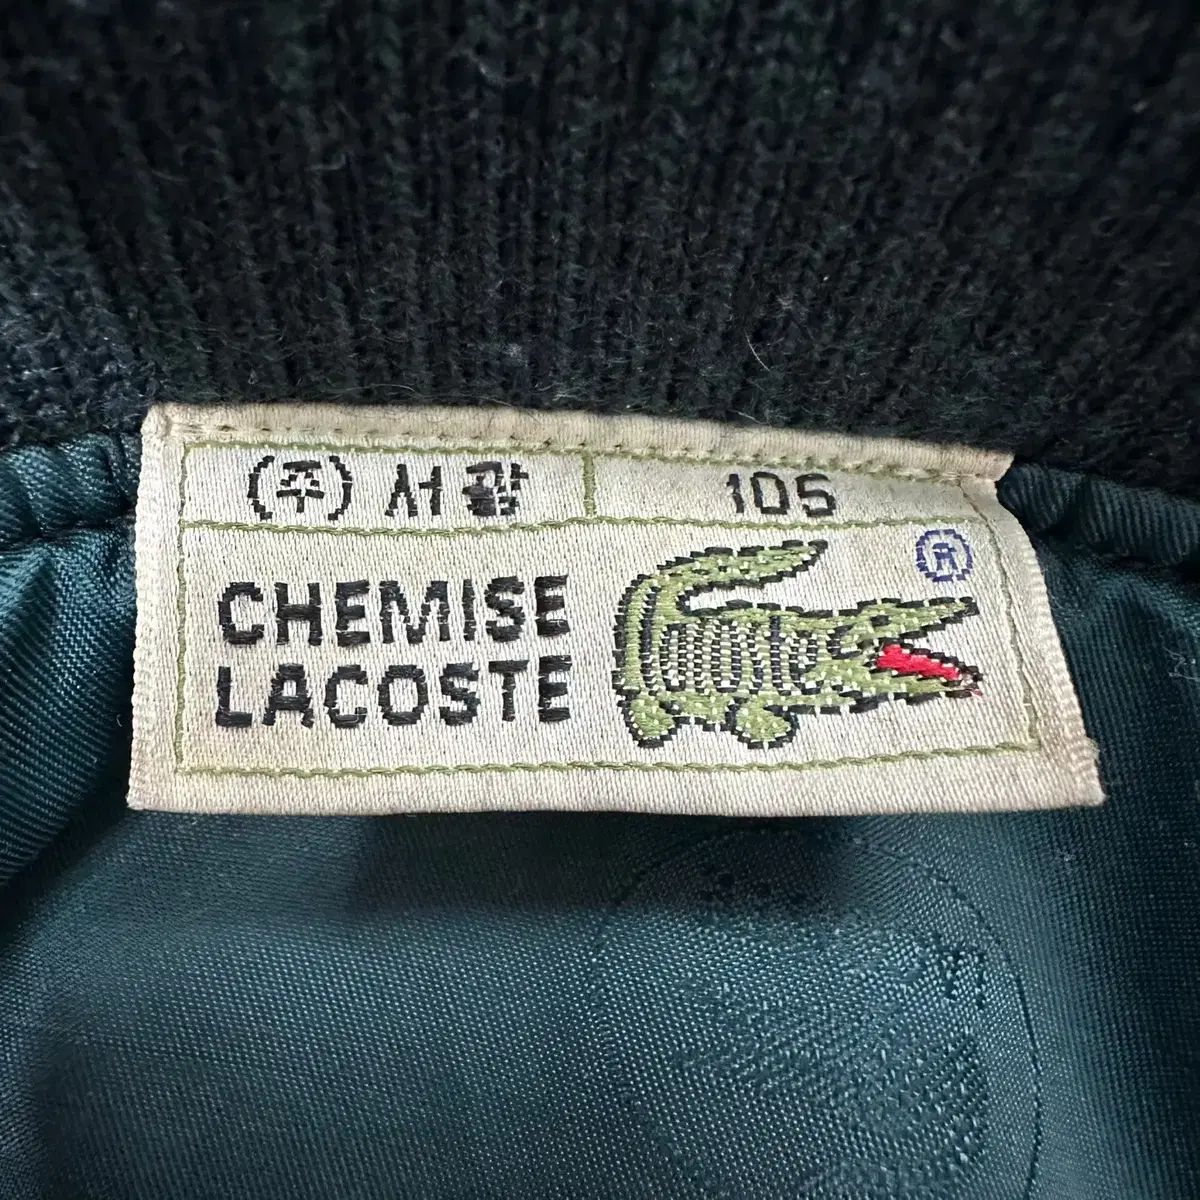 (주) 서광 105
CHEMISE
LACOSTE
®